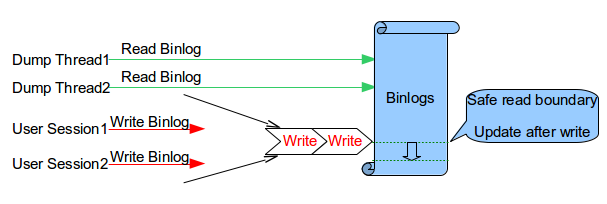 Dump Thread1 Read Binlog
Dump Thread2 Read Binlog
Binlogs
Safe read boundary
Update after write
User Session1 Write Binlog
Write Write
User Session2 Write Binlog